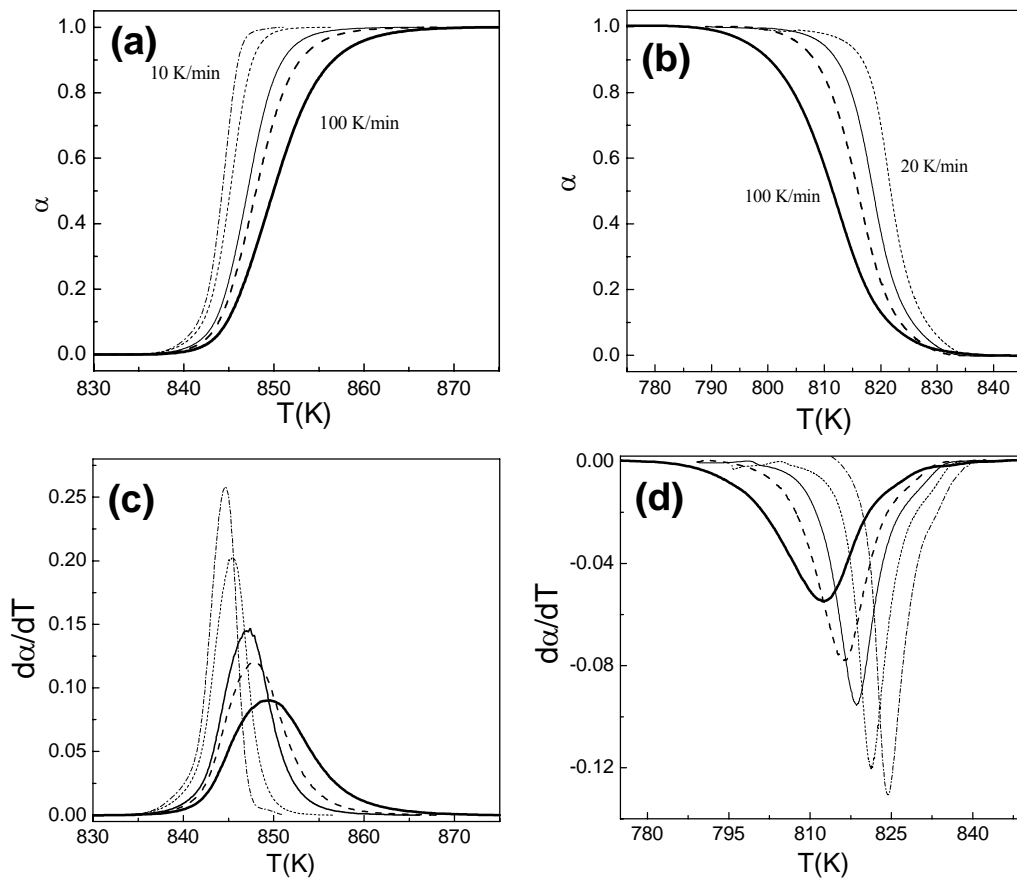 (a)
10 K/min
100 K/min
α
1.0
0.8
0.6
0.4
0.2
0.0
830
840
850
860
870
T(K)
(b)
20 K/min
100 K/min
α
1.0
0.8
0.6
0.4
0.2
0.0
780
790
800
810
820
830
840
T(K)
(c)
dα/dT
0.25
0.20
0.15
0.10
0.05
0.00
830
840
850
860
870
T(K)
(d)
dα/dT
0.00
-0.04
-0.08
-0.12
780
795
810
825
840
T(K)